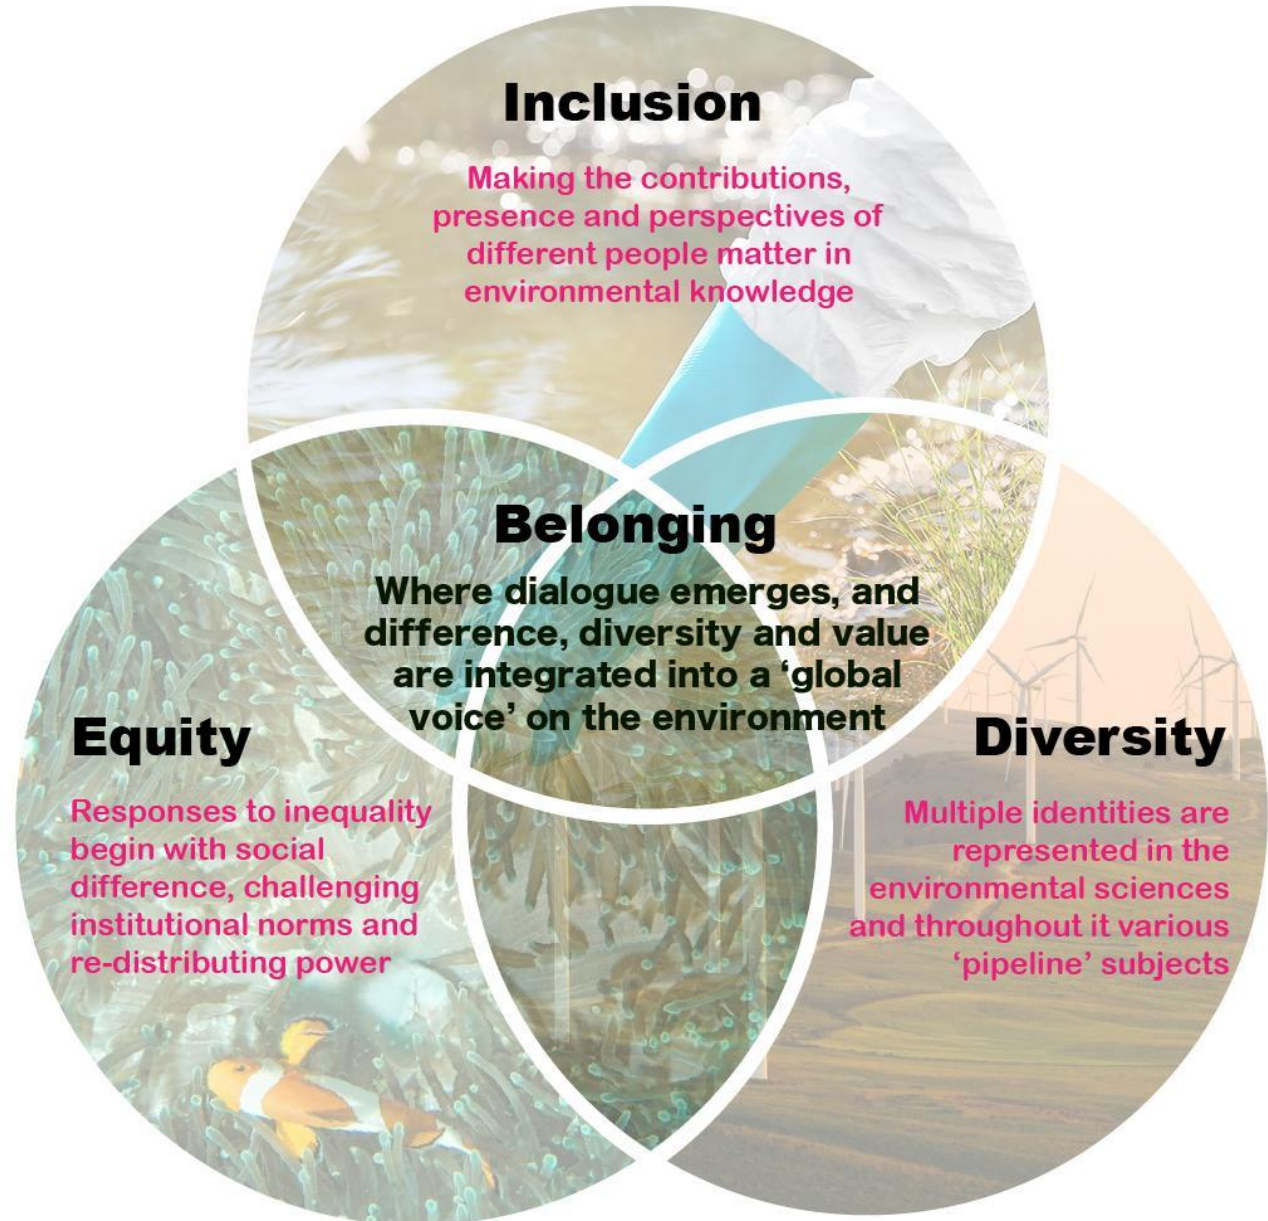 Inclusion
Making the contributions,
presence and perspectives of
different people matter in
environmental knowledge
Belonging
Where dialogue emerges, and
difference, diversity and value
are integrated into a ‘global
voice’ on the environment
Equity
Responses to inequality
begin with social
difference, challenging
institutional norms and
re-distributing power
Diversity
Multiple identities are
represented in the
environmental sciences
and throughout it various
‘pipeline’ subjects